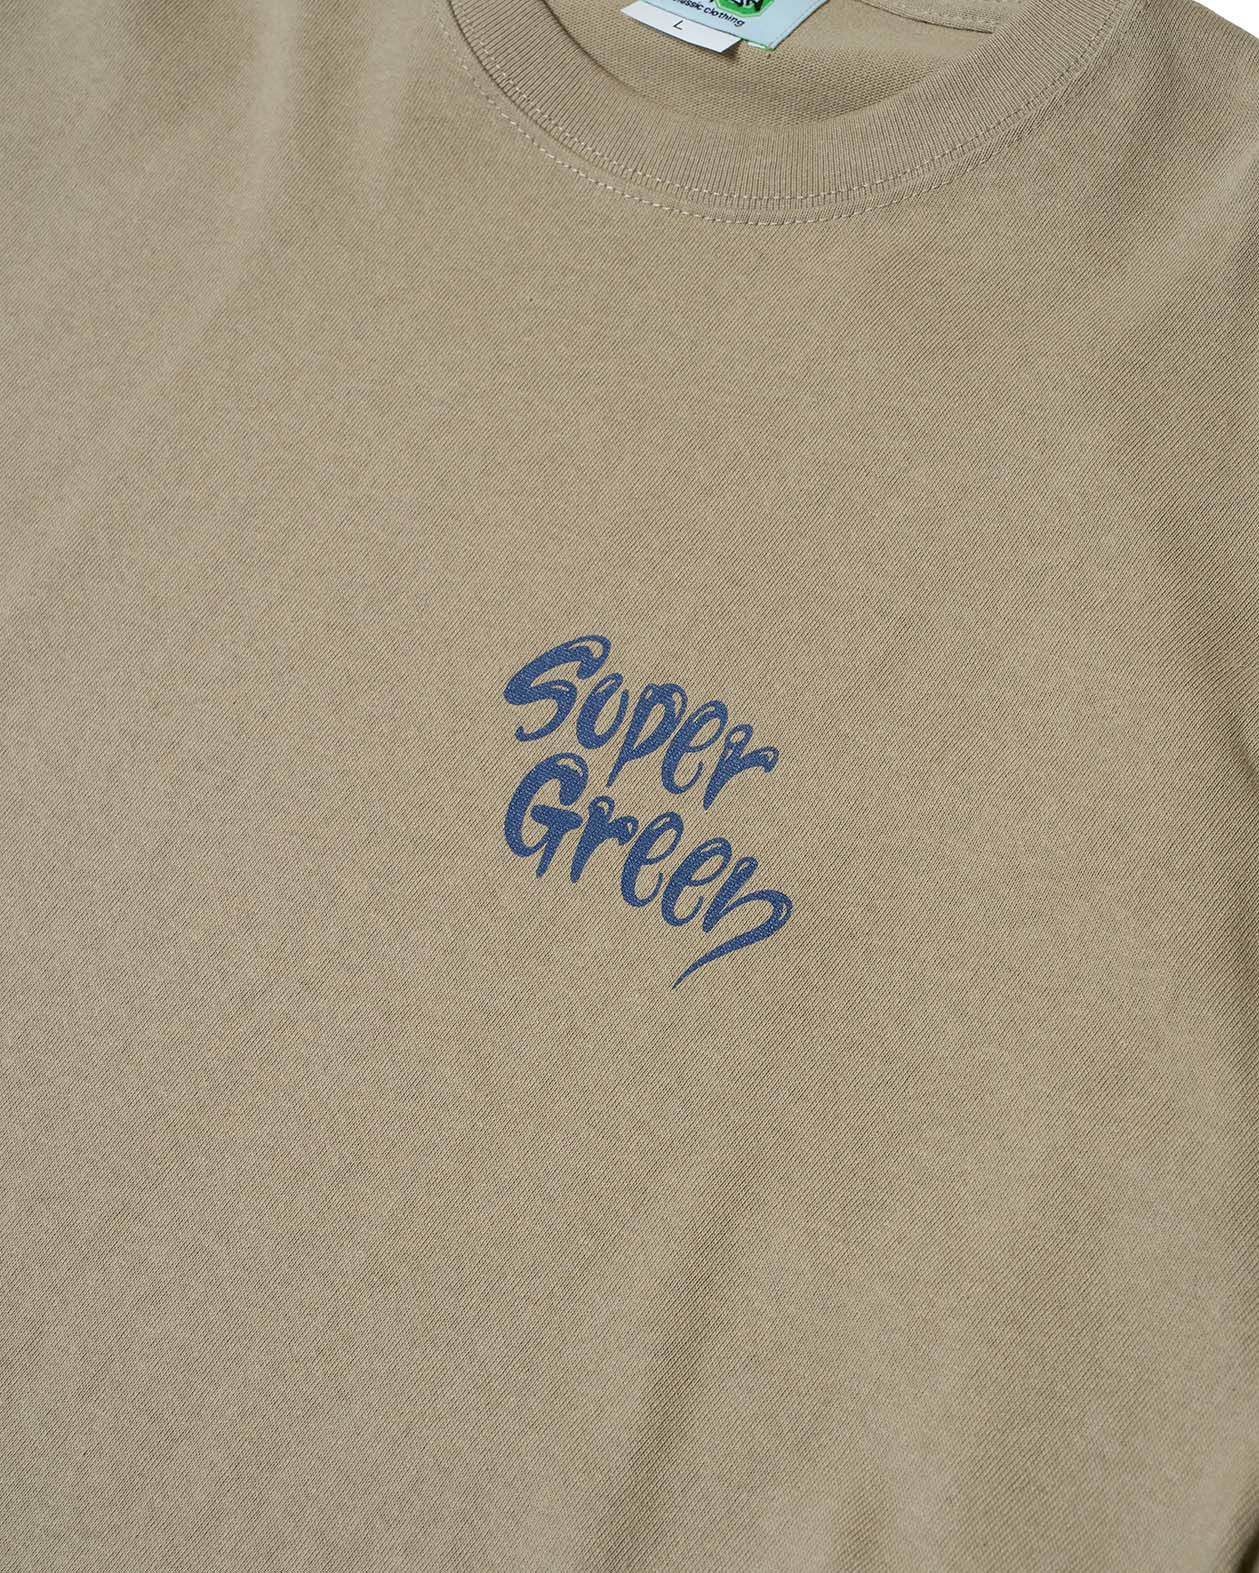 classic clothing
L
Super
Green